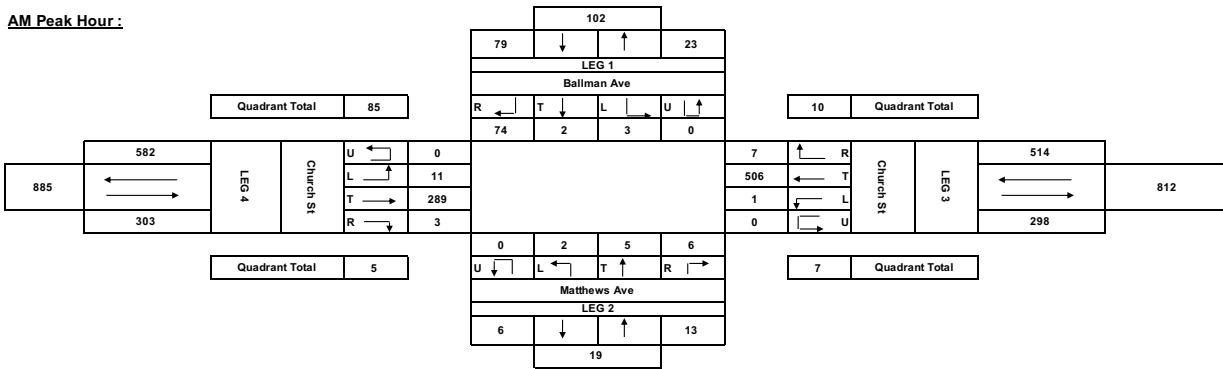 AM Peak Hour :
102
79 23
LEG 1
Ballman Ave
Quadrant Total 85
R T L U
10 Quadrant Total
74 2 3 0
582
U 0
7 R
514
885
LEG 4
Church St
L 11
506 T
Church St
LEG 3
812
T 289
1 L
303
R 3
0 U
298
0 2 5 6
Quadrant Total 5
U L T R
7 Quadrant Total
Matthews Ave
LEG 2
6 13
19